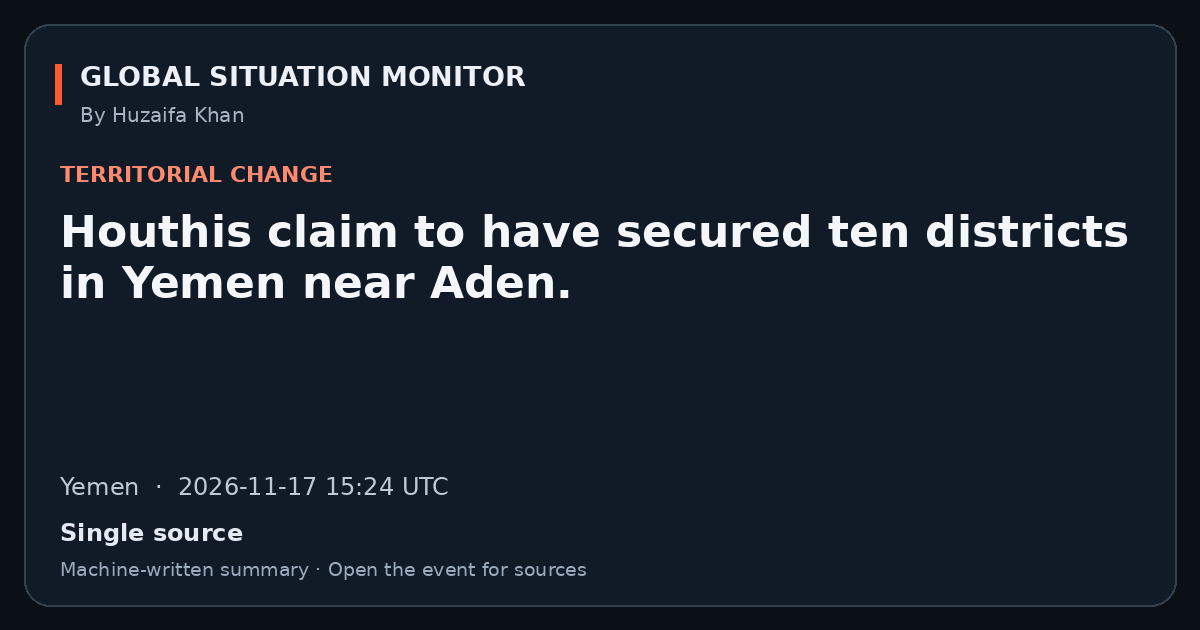 GLOBAL SITUATION MONITOR
By Huzaifa Khan
TERRITORIAL CHANGE
Houthis claim to have secured ten districts
in Yemen near Aden.
Yemen · 2026-11-17 15:24 UTC
Single source
Machine-written summary · Open the event for sources